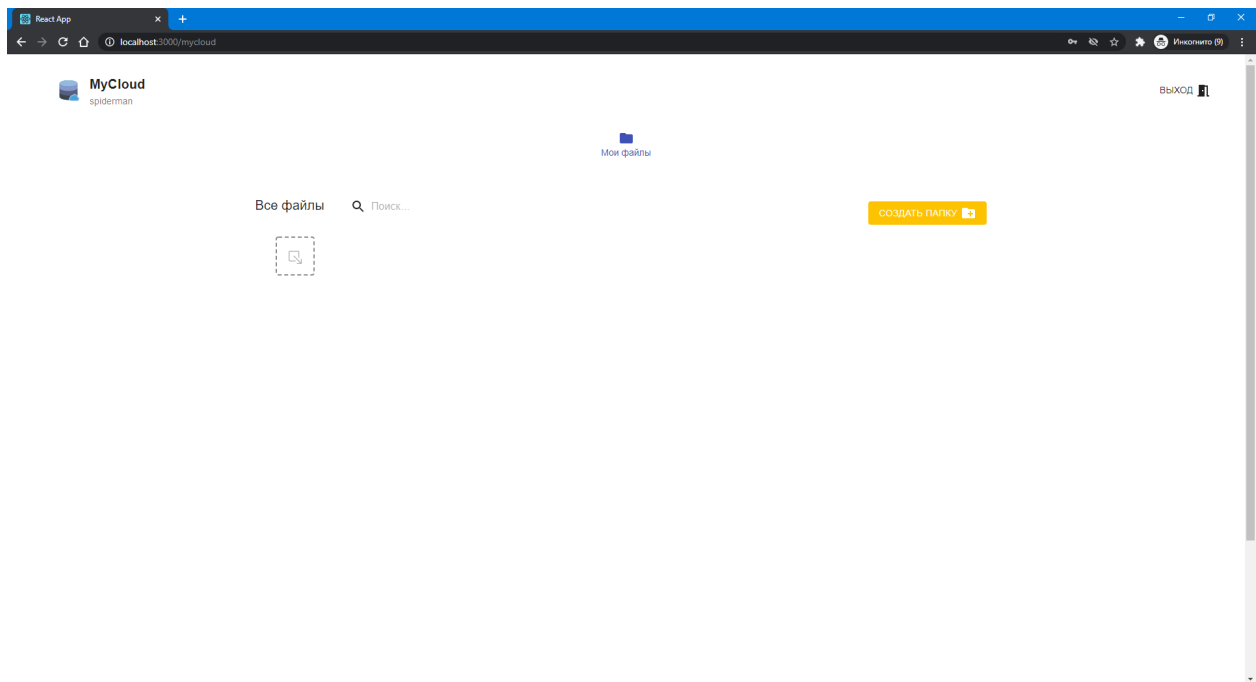 React App
localhost:3000/mycloud
Инкогнито (9)
MyCloud
spiderman
ВЫХОД
Мои файлы
Все файлы
Поиск...
СОЗДАТЬ ПАПКУ